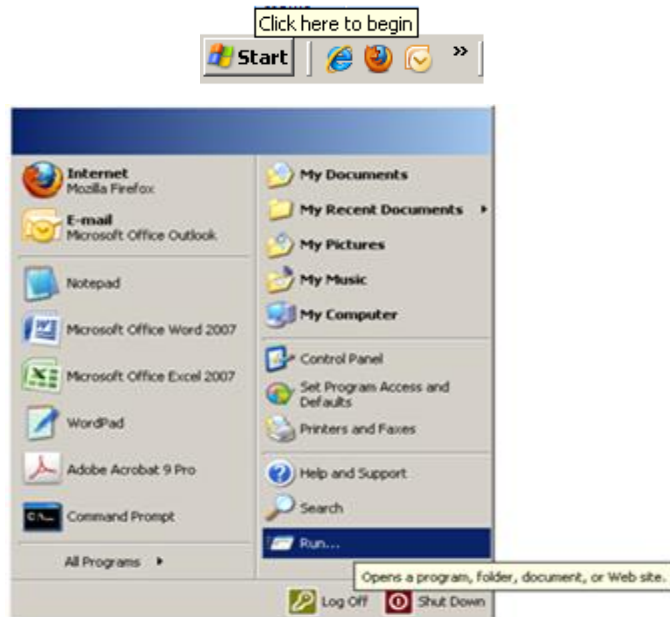 Click here to begin
Start
»
Internet
Mozilla Firefox
E-mail
Microsoft Office Outlook
Notepad
Microsoft Office Word 2007
Microsoft Office Excel 2007
WordPad
Adobe Acrobat 9 Pro
Command Prompt
All Programs
My Documents
My Recent Documents
My Pictures
My Music
My Computer
Control Panel
Set Program Access and
Defaults
Printers and Faxes
Help and Support
Search
Run...
Opens a program, folder, document, or Web site.
Log Off
Shut Down